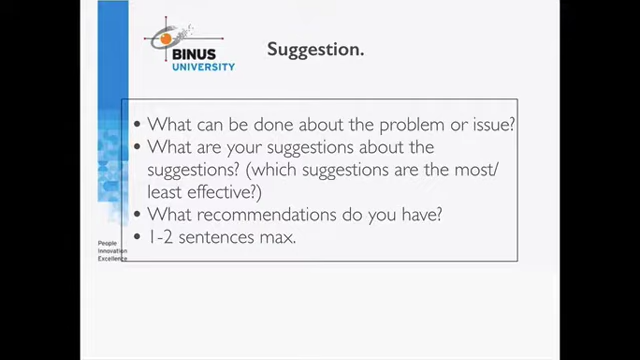 BINUS
UNIVERSITY
Suggestion.
• What can be done about the problem or issue?
• What are your suggestions about the
suggestions? (which suggestions are the most/
least effective?)
• What recommendations do you have?
• 1-2 sentences max.
People
Innovation
Excellence